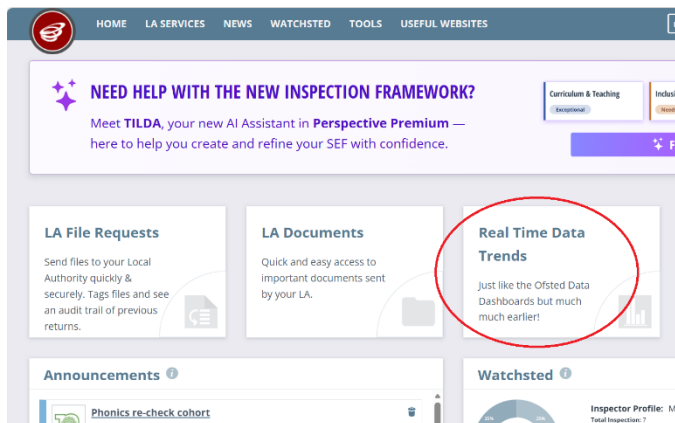 HOME LA SERVICES NEWS WATCHSTED TOOLS USEFUL WEBSITES
NEED HELP WITH THE NEW INSPECTION FRAMEWORK?
Meet TILDA, your new AI Assistant in Perspective Premium —
here to help you create and refine your SEF with confidence.
Curriculum & Teaching
Exceptional
LA File Requests
Send files to your Local
Authority quickly &
securely. Tags files and see
an audit trail of previous
returns.
LA Documents
Quick and easy access to
important documents sent
by your LA.
Real Time Data
Trends
Just like the Ofsted Data
Dashboards but much
much earlier!
Announcements
Phonics re-check cohort
Watchsted
Inspector Profile:
Total Inspection: 7